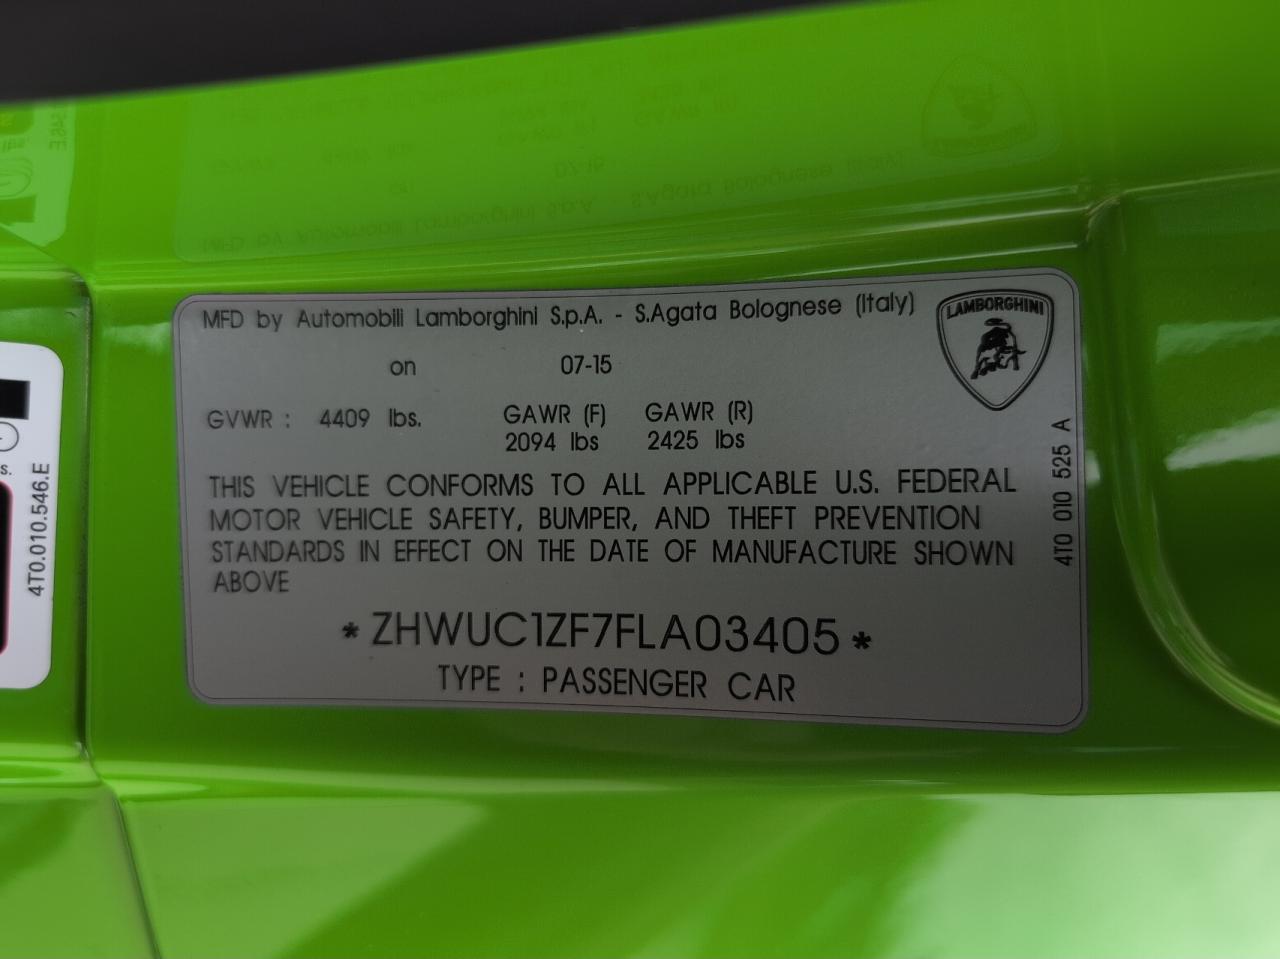 MFD by Automobili Lamborghini S.p.A. - S.Agata Bolognese (Italy)
LAMBORGHINI
on 07-15
GVWR : 4409 lbs. GAWR (F) GAWR (R)
2094 lbs 2425 lbs
THIS VEHICLE CONFORMS TO ALL APPLICABLE U.S. FEDERAL
MOTOR VEHICLE SAFETY, BUMPER, AND THEFT PREVENTION
STANDARDS IN EFFECT ON THE DATE OF MANUFACTURE SHOWN
ABOVE
*ZHWUC1ZF7FLA03405*
TYPE : PASSENGER CAR
4T0 010 525 A
4T0.010.546.E